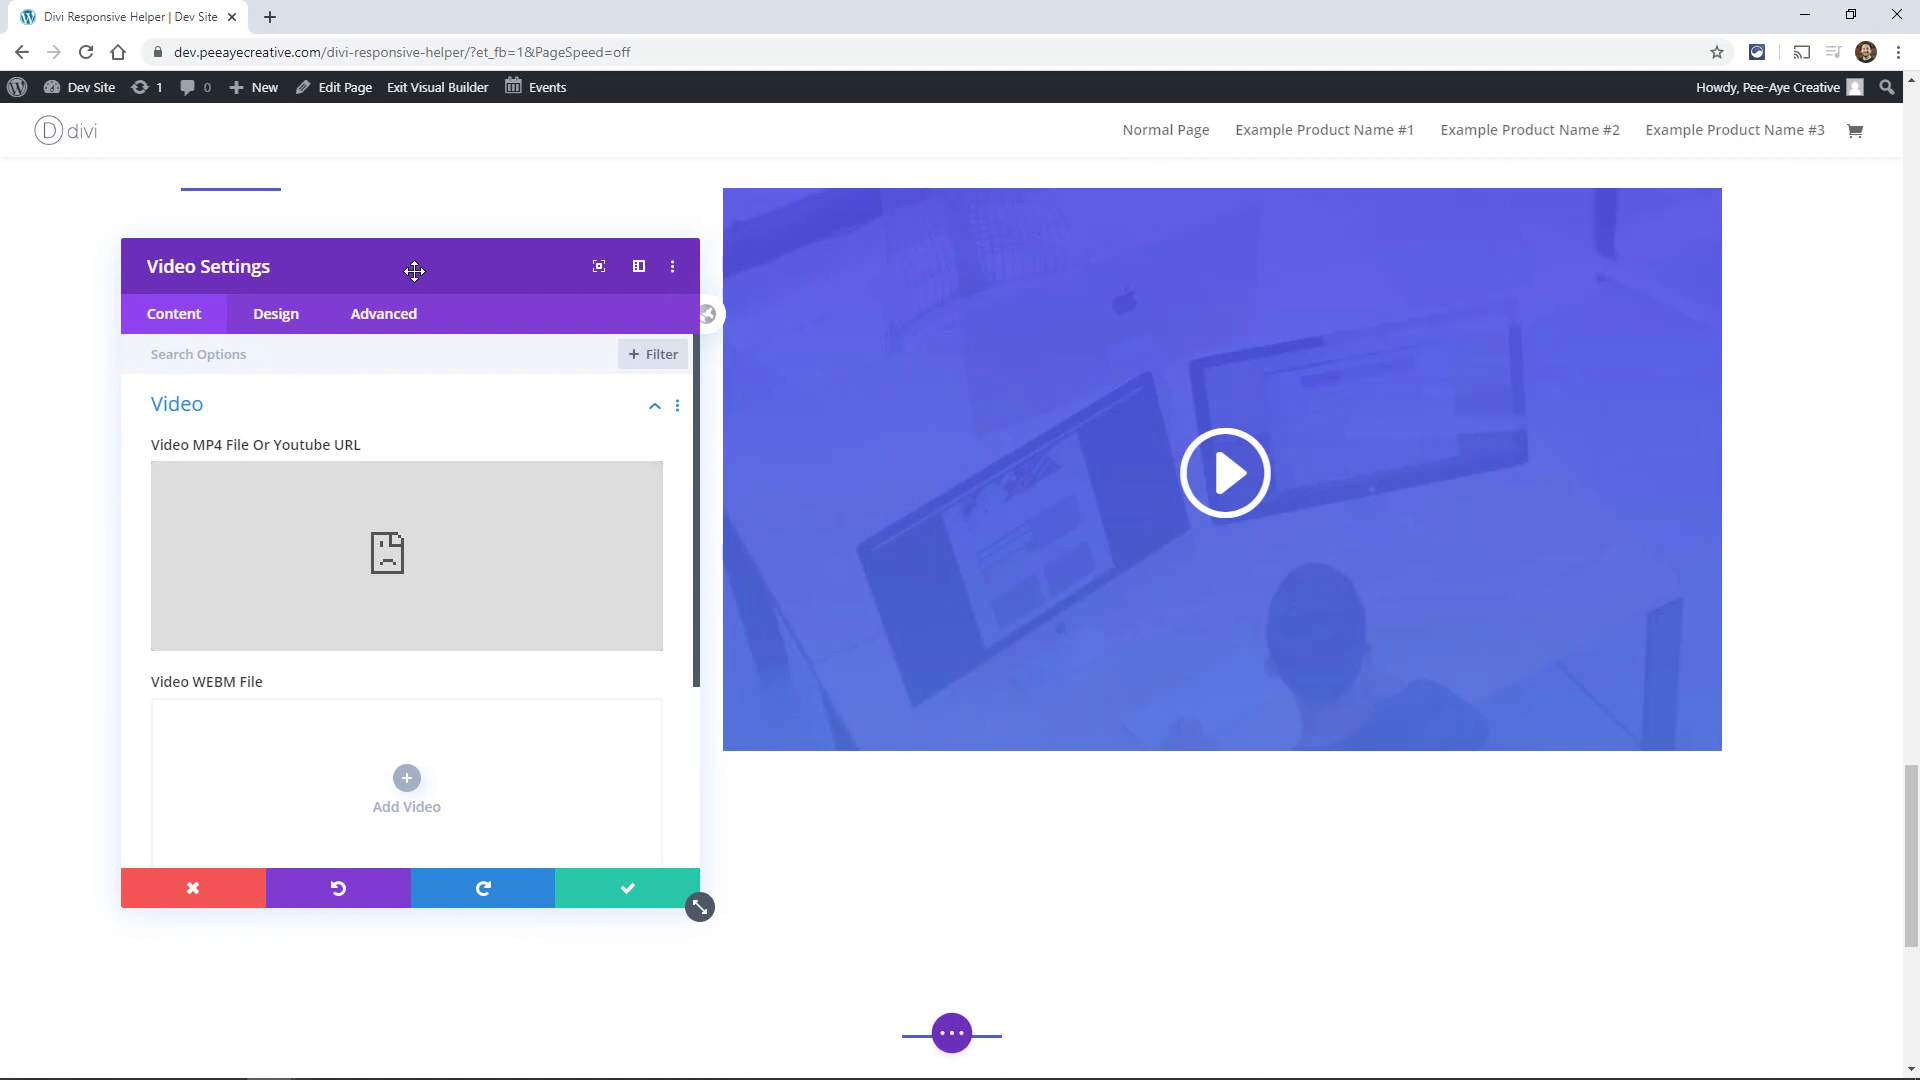 Divi Responsive Helper | Dev Site
dev.peeayecreative.com/divi-responsive-helper/?et_fb=1&PageSpeed=off
Dev Site 1 0 New Edit Page Exit Visual Builder Events Howdy, Pee-Aye Creative
D divi Normal Page Example Product Name #1 Example Product Name #2 Example Product Name #3
Video Settings
Content Design Advanced
Search Options + Filter
Video
Video MP4 File Or Youtube URL
Video WEBM File
Add Video